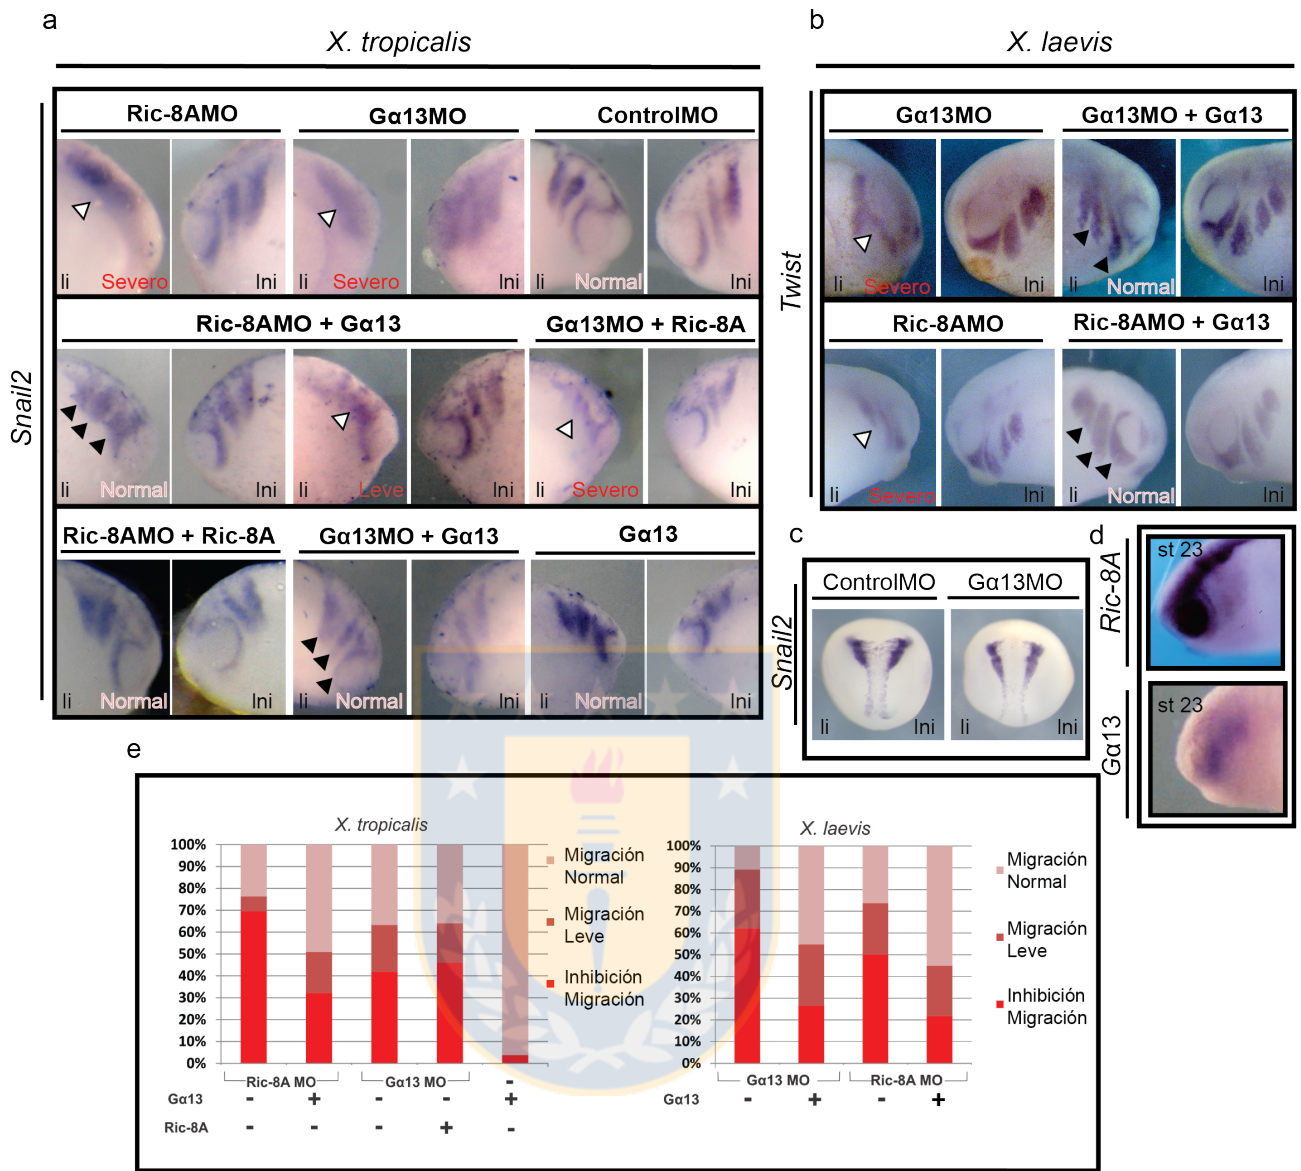 a
X. tropicalis
Snail2
Ric-8AMO
Gα13MO
ControlMO
li
Severo
lni
li
Severo
lni
li
Normal
lni
Ric-8AMO + Gα13
Gα13MO + Ric-8A
li
Normal
lni
li
Leve
lni
li
Severo
lni
Ric-8AMO + Ric-8A
Gα13MO + Gα13
Gα13
li
Normal
lni
li
Normal
lni
li
lni
b
X. laevis
Twist
Gα13MO
Gα13MO + Gα13
li
Severo
lni
li
Normal
lni
Ric-8AMO
Ric-8AMO + Gα13
li
Severo
lni
li
Normal
lni
c
Snail2
ControlMO
Gα13MO
li
lni
li
lni
d
Ric-8A
st 23
Gα13
st 23
e
X. tropicalis
100%
90%
80%
70%
60%
50%
40%
30%
20%
10%
0%
Migración
Normal
Migración
Leve
Inhibición
Migración
Ric-8A MO
Gα13 MO
-
Gα13
- + - - +
Ric-8A
- - - + -
X. laevis
100%
90%
80%
70%
60%
50%
40%
30%
20%
10%
0%
Migración
Normal
Migración
Leve
Inhibición
Migración
Gα13 MO
Ric-8A MO
Gα13
- + - +